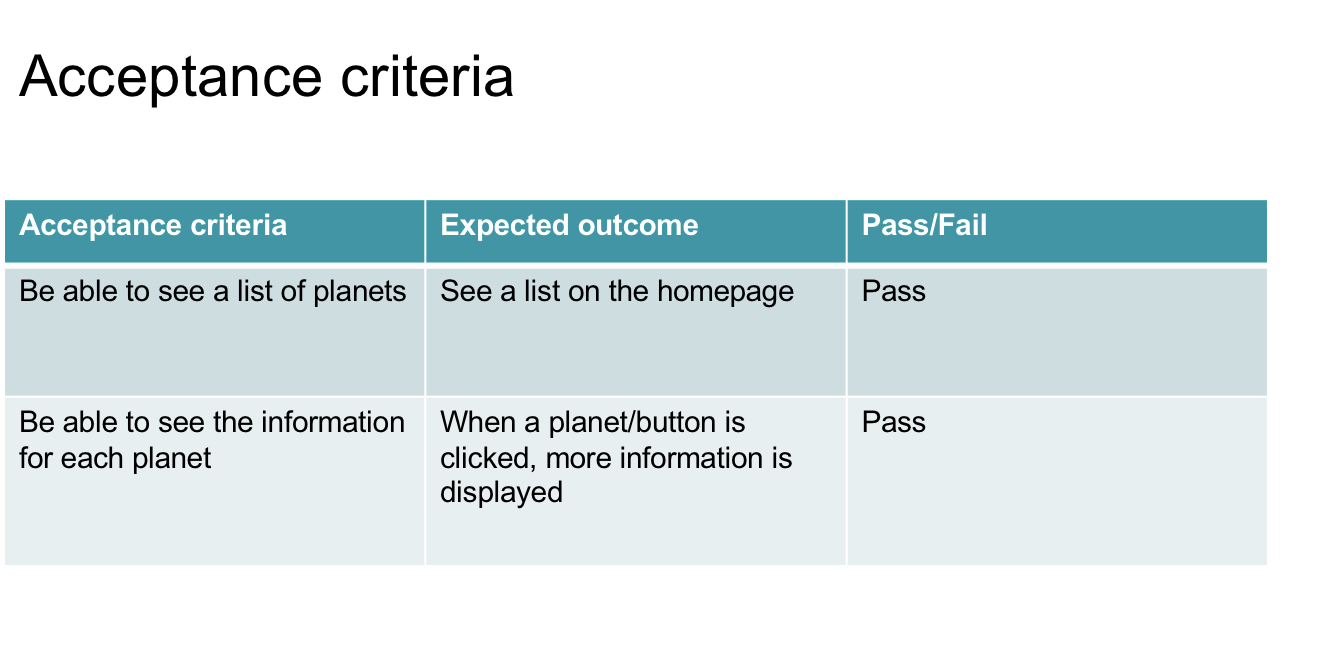 Acceptance criteria
Acceptance criteria Expected outcome Pass/Fail
Be able to see a list of planets See a list on the homepage Pass
Be able to see the information
for each planet
When a planet/button is
clicked, more information is
displayed
Pass